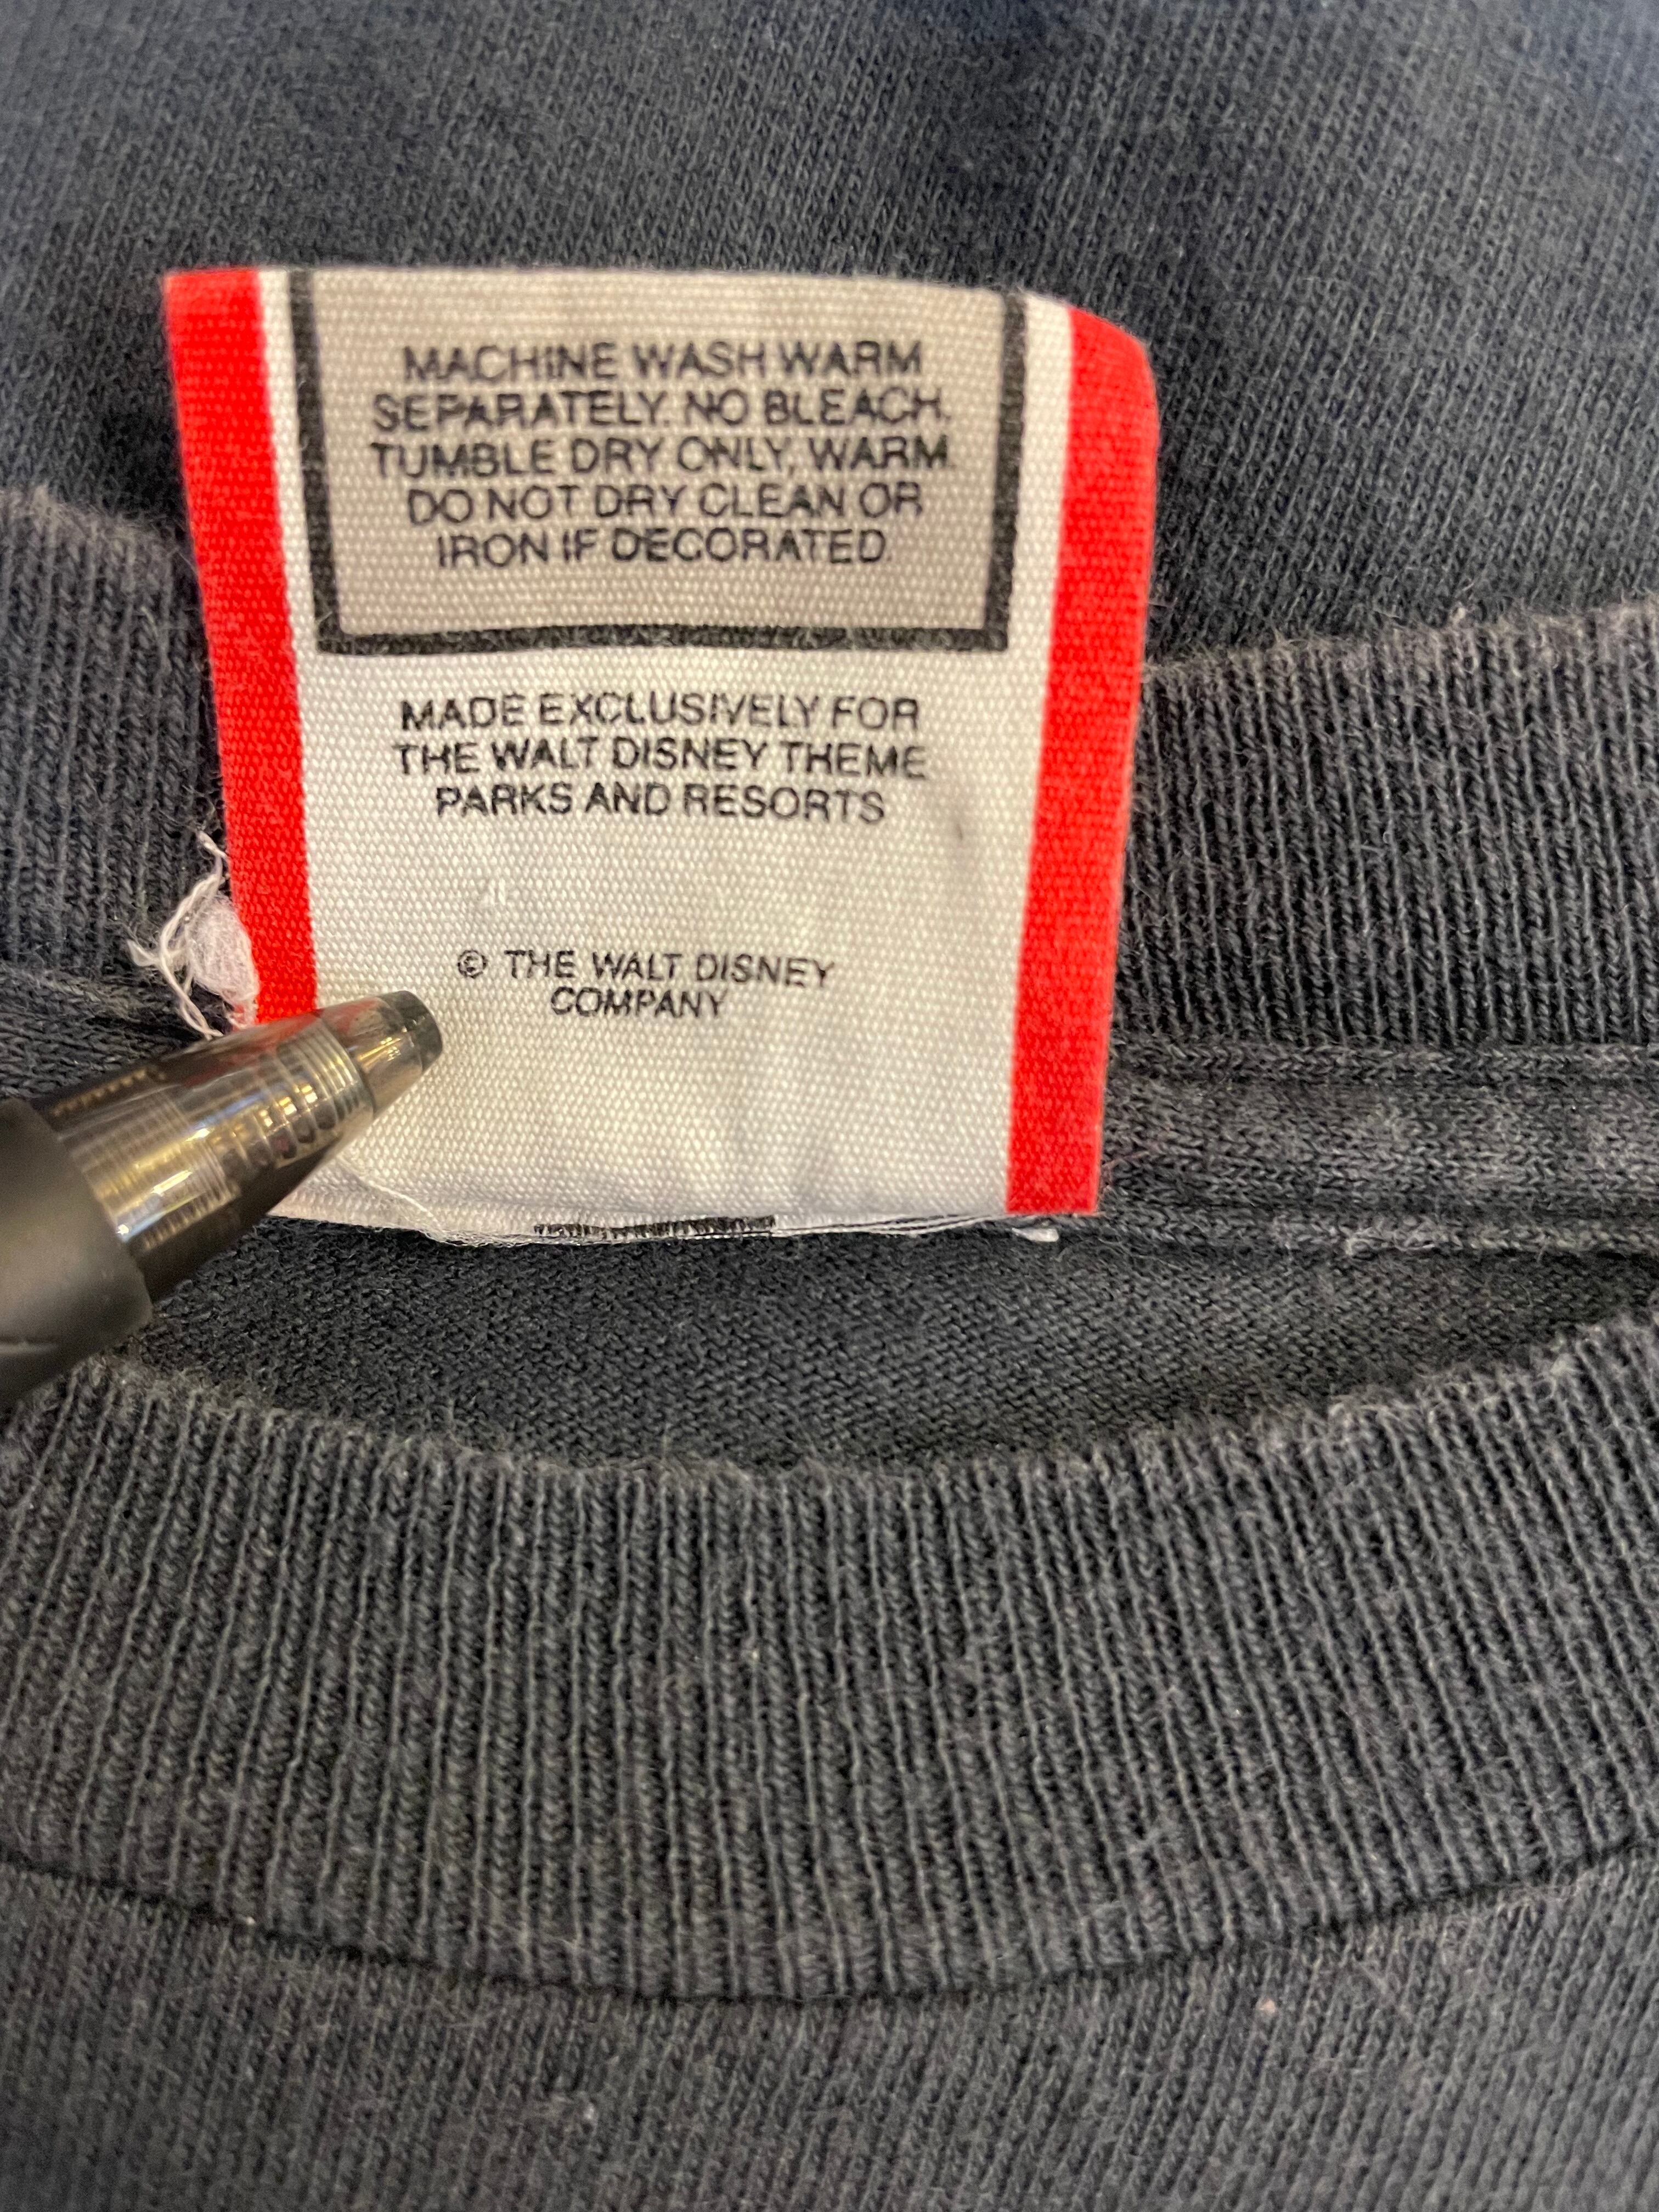 MACHINE WASH WARM
SEPARATELY. NO BLEACH.
TUMBLE DRY ONLY, WARM.
DO NOT DRY CLEAN OR
IRON IF DECORATED.
MADE EXCLUSIVELY FOR
THE WALT DISNEY THEME
PARKS AND RESORTS
© THE WALT DISNEY
COMPANY